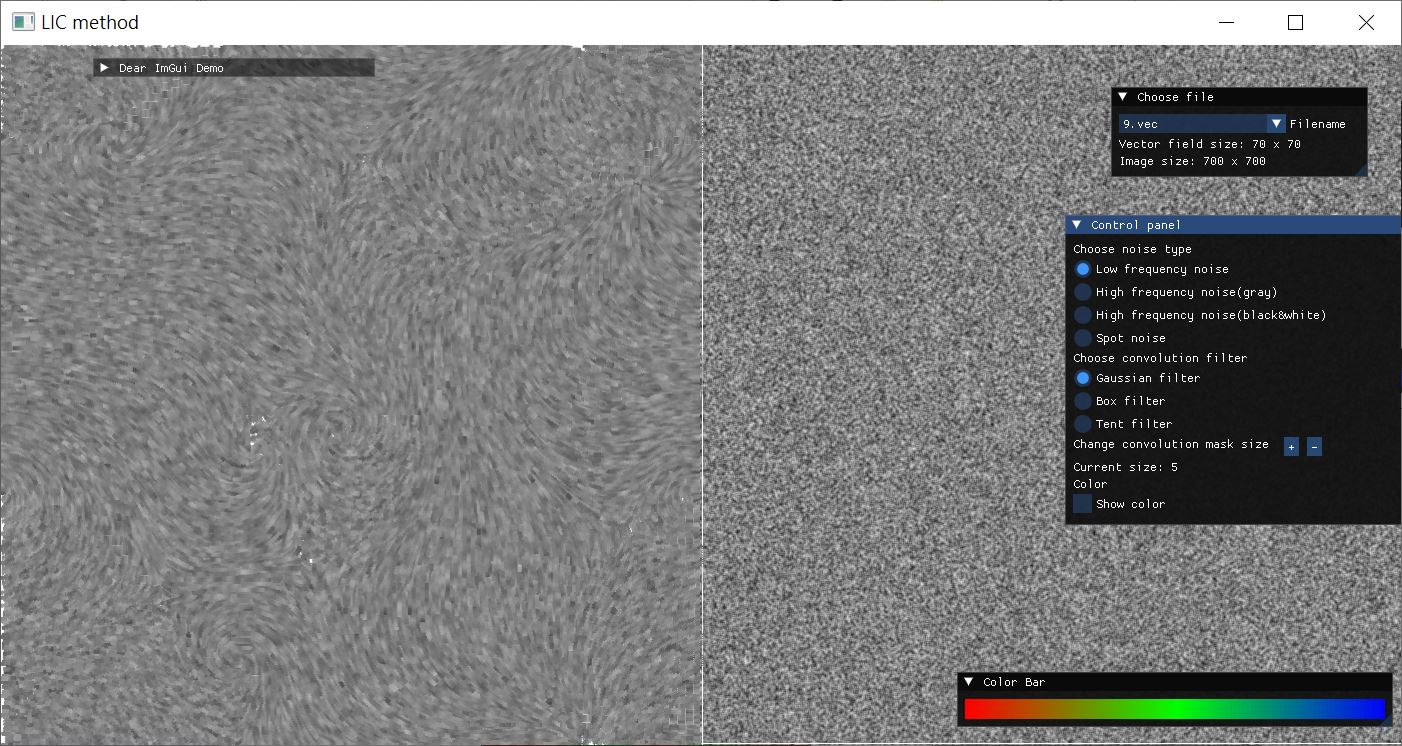 LIC method
Dear ImGui Demo
Choose file
9.vec Filename
Vector field size: 70 x 70
Image size: 700 x 700
Control panel
Choose noise type
Low frequency noise
High frequency noise(gray)
High frequency noise(black&white)
Spot noise
Choose convolution filter
Gaussian filter
Box filter
Tent filter
Change convolution mask size + -
Current size: 5
Color
Show color
Color Bar